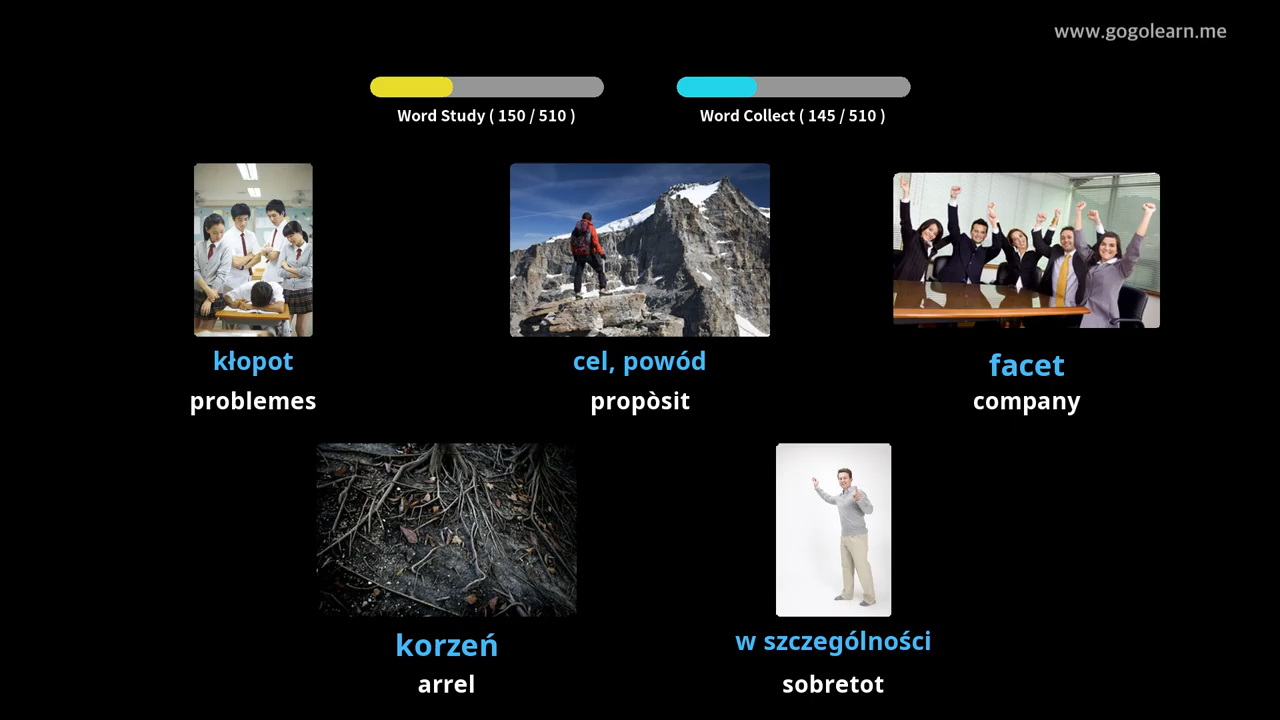 www.gogolearn.me
Word Study ( 150 / 510 )
Word Collect ( 145 / 510 )
kłopot
problemes
cel, powód
propòsit
facet
company
korzeń
arrel
w szczególności
sobretot